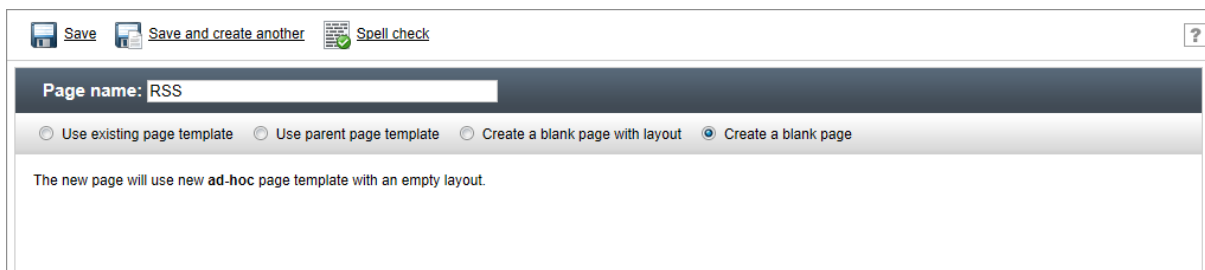 Save Save and create another Spell check ?
Page name: RSS
Use existing page template Use parent page template Create a blank page with layout Create a blank page
The new page will use new ad-hoc page template with an empty layout.